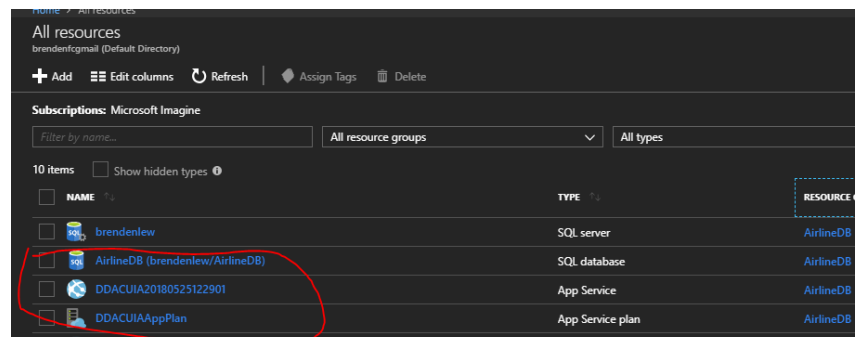 Home > All resources
All resources
brendenfcgmail (Default Directory)
Add Edit columns Refresh Assign Tags Delete
Subscriptions: Microsoft Imagine
Filter by name... All resource groups All types
10 items Show hidden types
NAME TYPE RESOURCE
brendenlew SQL server AirlineDB
AirlineDB (brendenlew/AirlineDB) SQL database AirlineDB
DDACUIA20180525122901 App Service AirlineDB
DDACUIAAppPlan App Service plan AirlineDB